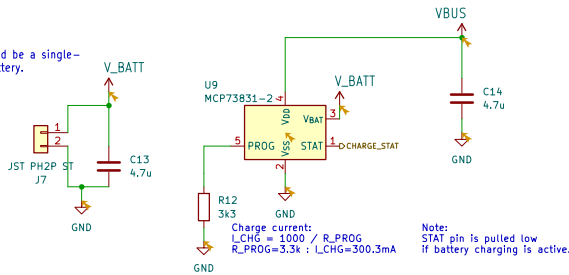 VBUS
d be a single-
ttery.
V_BATT
U9
MCP73831-2
V_BATT
4
VDD
VBAT
3
C14
4.7u
1
2
5
PROG
VSS
STAT
1
CHARGE_STAT
GND
JST PH2P ST
J7
C13
4.7u
2
GND
R12
3k3
GND
GND
Charge current:
I_CHG = 1000 / R_PROG
R_PROG=3.3k : I_CHG=300.3mA
Note:
STAT pin is pulled low
if battery charging is active.